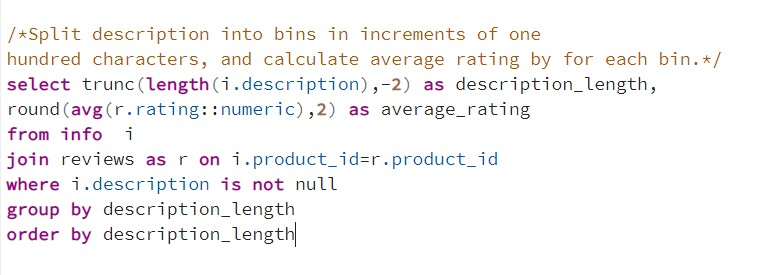 /*Split description into bins in increments of one
hundred characters, and calculate average rating by for each bin.*/
select trunc(length(i.description),-2) as description_length,
round(avg(r.rating::numeric),2) as average_rating
from info  i
join reviews as r on i.product_id=r.product_id
where i.description is not null
group by description_length
order by description_length